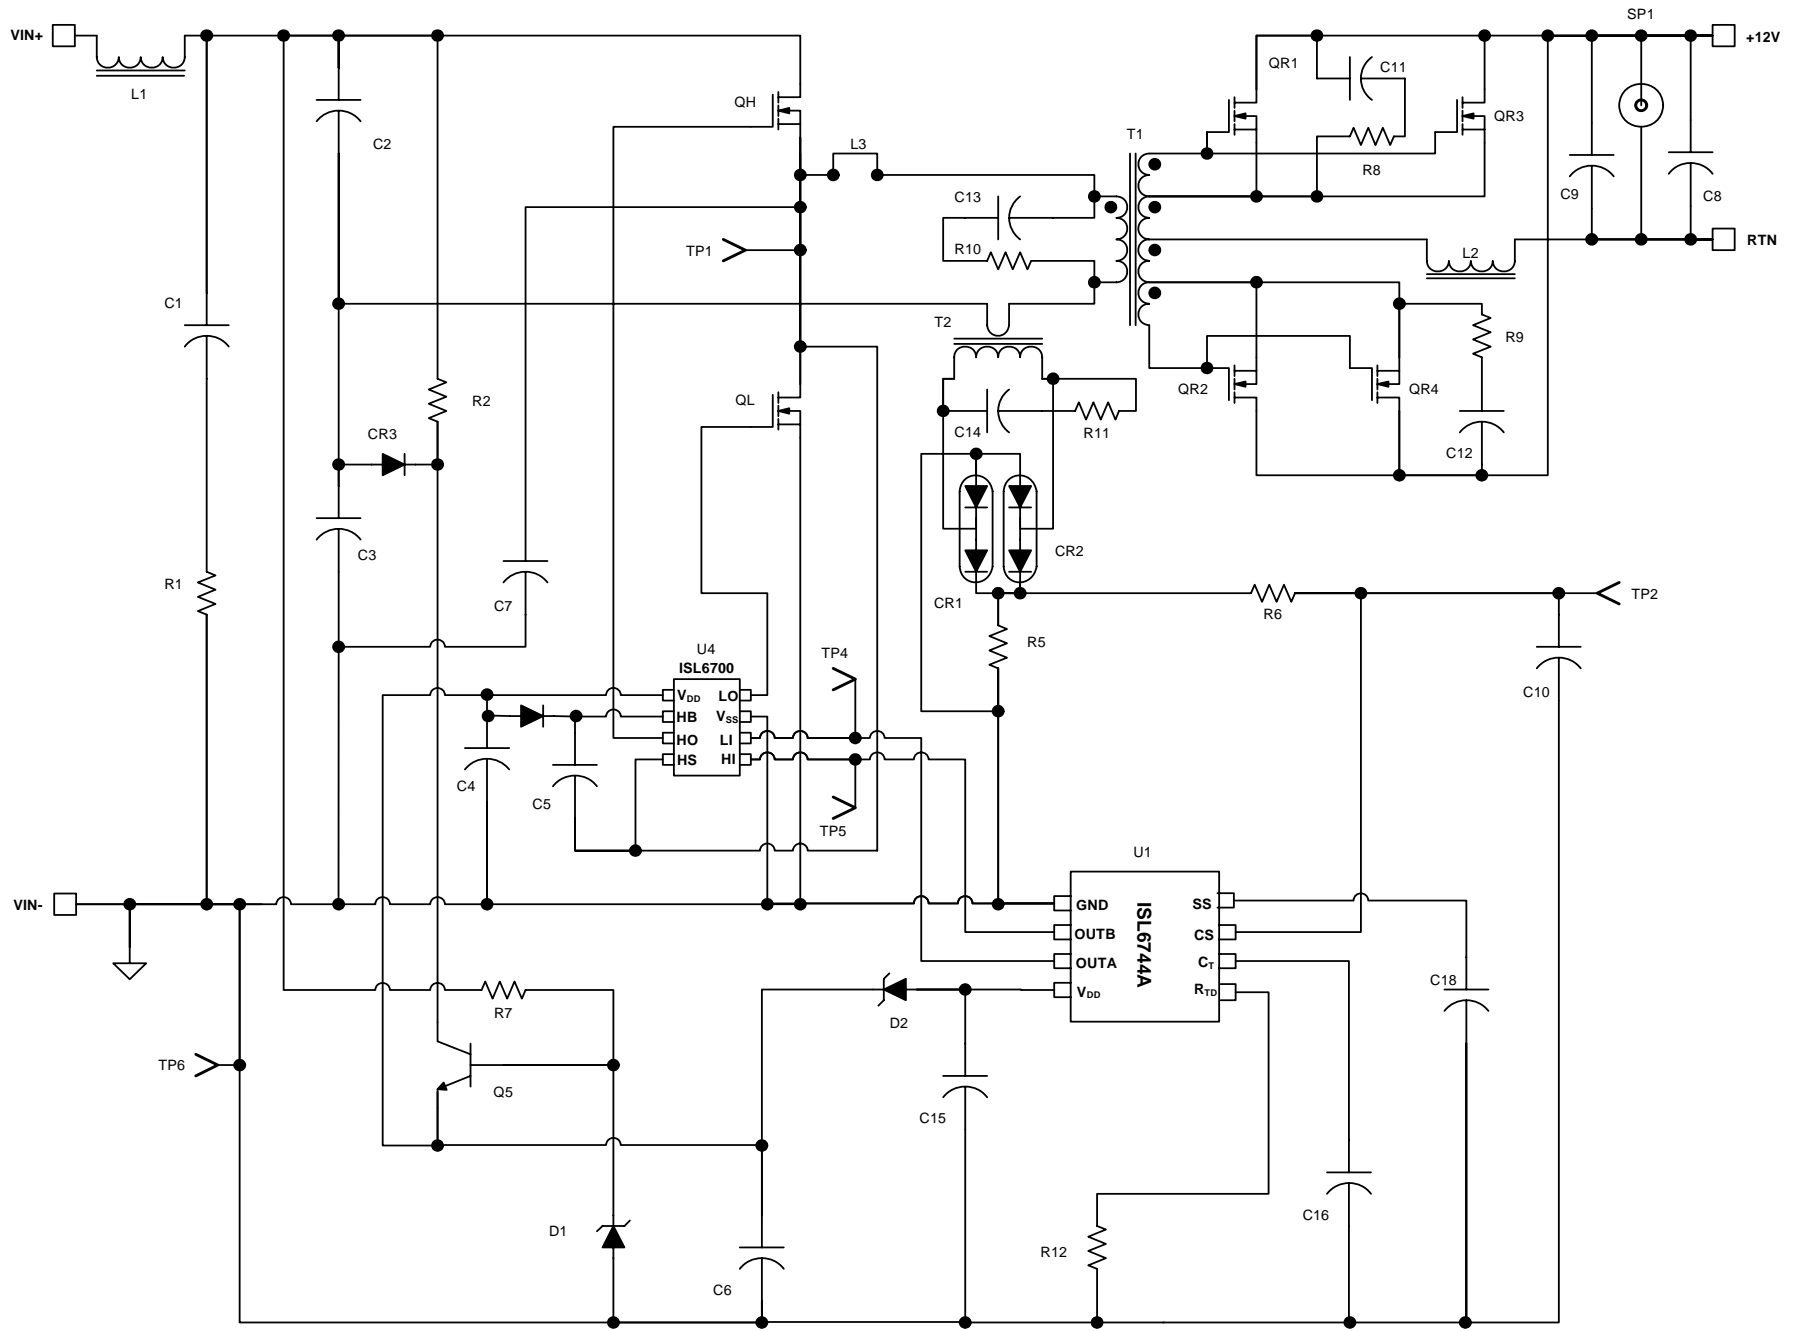 SP1
VIN+
+12V
L1
QR1
C11
QH
QR3
T1
C2
L3
R8
C9
C8
C13
TP1
R10
L2
RTN
C1
T2
R9
QL
QR2
QR4
R2
CR3
C14
R11
C12
C3
CR2
R1
C7
CR1
R6
TP2
U4
R5
TP4
ISL6700
VDD
LO
C10
HB
VSS
HO
LI
HS
HI
C4
C5
TP5
U1
VIN-
GND
SS
ISL6744A
OUTB
CS
OUTA
CT
C18
VDD
RTD
R7
D2
TP6
Q5
C15
D1
C16
R12
C6